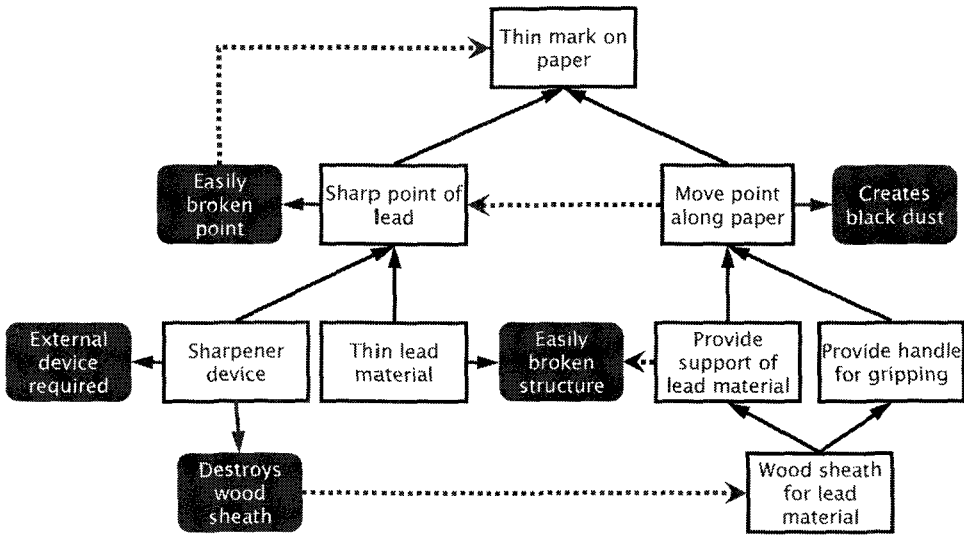 Thin mark on
paper
Easily
broken
point
Sharp point of
lead
Move point
along paper
Creates
black dust
External
device
required
Sharpener
device
Thin lead
material
Easily
broken
structure
Provide
support of
lead material
Provide handle
for gripping
Destroys
wood
sheath
Wood sheath
for lead
material